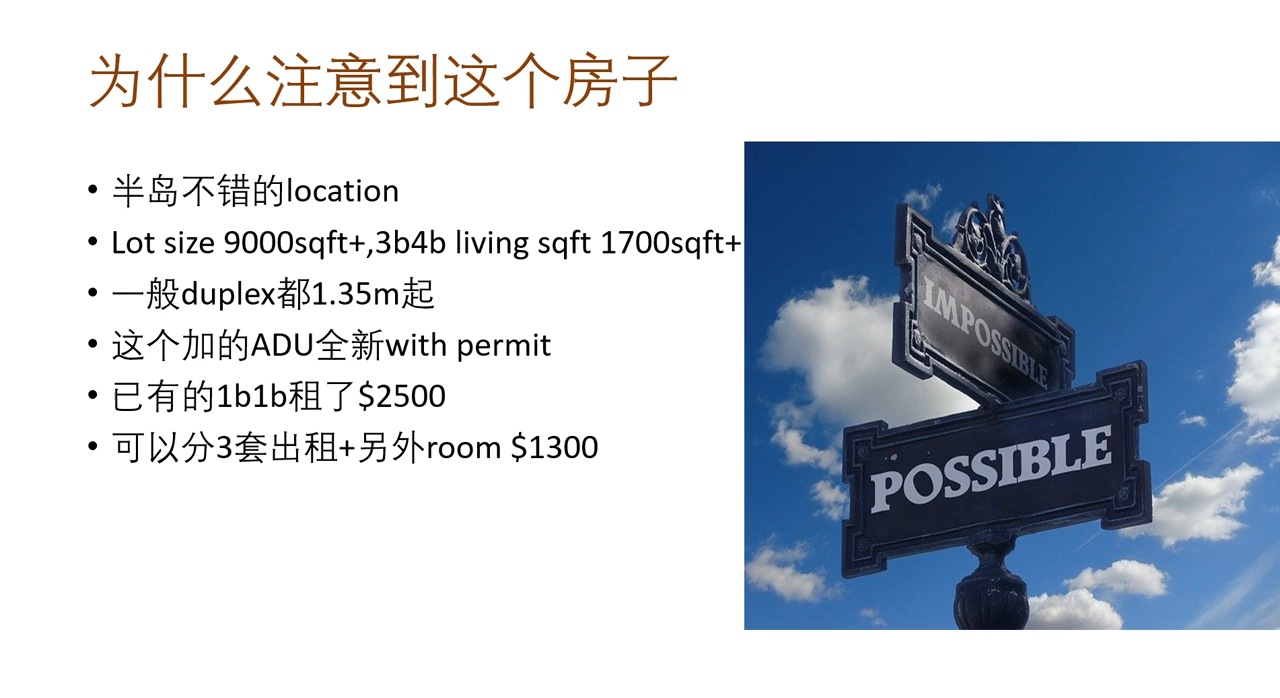 为什么注意到这个房子
• 半岛不错的location
• Lot size 9000sqft+,3b4b living sqft 1700sqft+
• 一般duplex都1.35m起
• 这个加的ADU全新with permit
• 已有的1b1b租了$2500
• 可以分3套出租+另外room $1300
IMPOSSIBLE
POSSIBLE